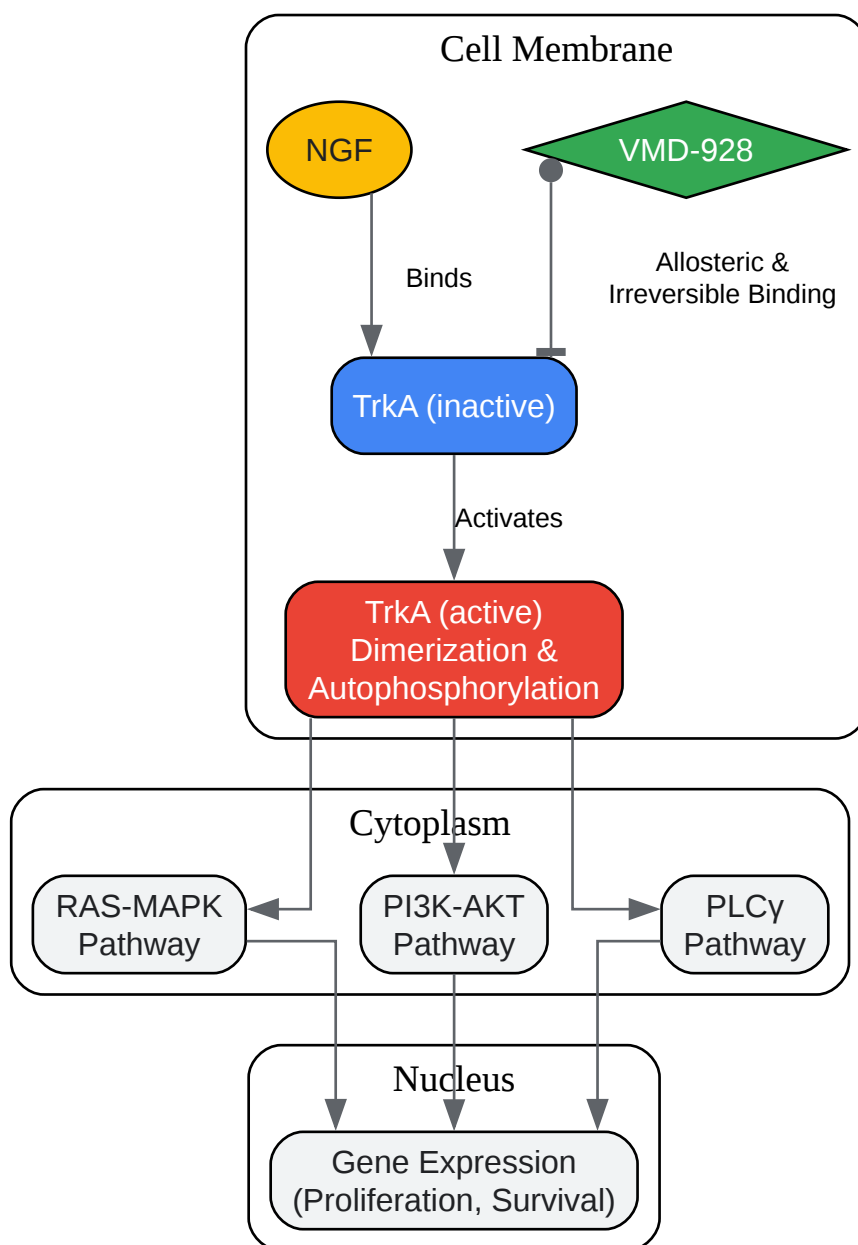 Cell Membrane
NGF
VMD-928
Binds
Allosteric &
Irreversible Binding
TrkA (inactive)
Activates
TrkA (active)
Dimerization &
Autophosphorylation
Cytoplasm
RAS-MAPK
Pathway
PI3K-AKT
Pathway
PLCγ
Pathway
Nucleus
Gene Expression
(Proliferation, Survival)